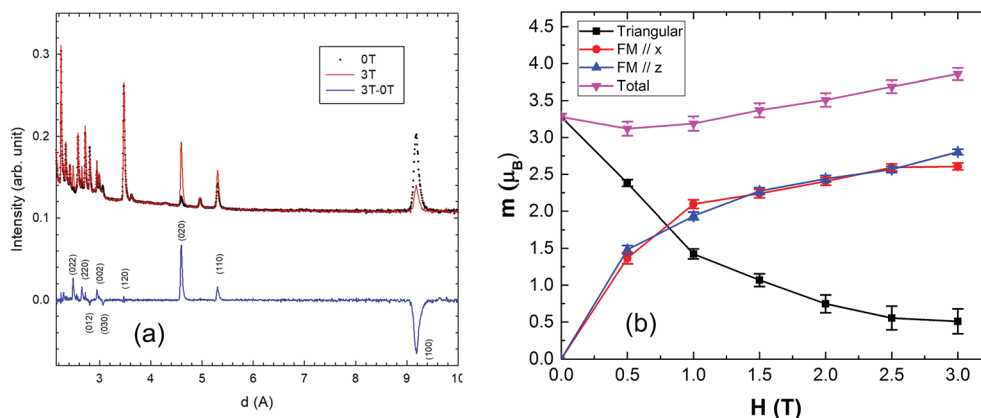 0.3
0.2
0.1
0.0
Intensity (arb. unit)
0T
3T
3T-0T
(022)
(220)
(002)
(012)
(030)
(120)
(020)
(110)
(100)
(a)
3 4 5 6 7 8 9 10
d (A)
4.5
4.0
3.5
3.0
2.5
2.0
1.5
1.0
0.5
0.0
m (μB)
Triangular
FM // x
FM // z
Total
(b)
0.0 0.5 1.0 1.5 2.0 2.5 3.0
H (T)